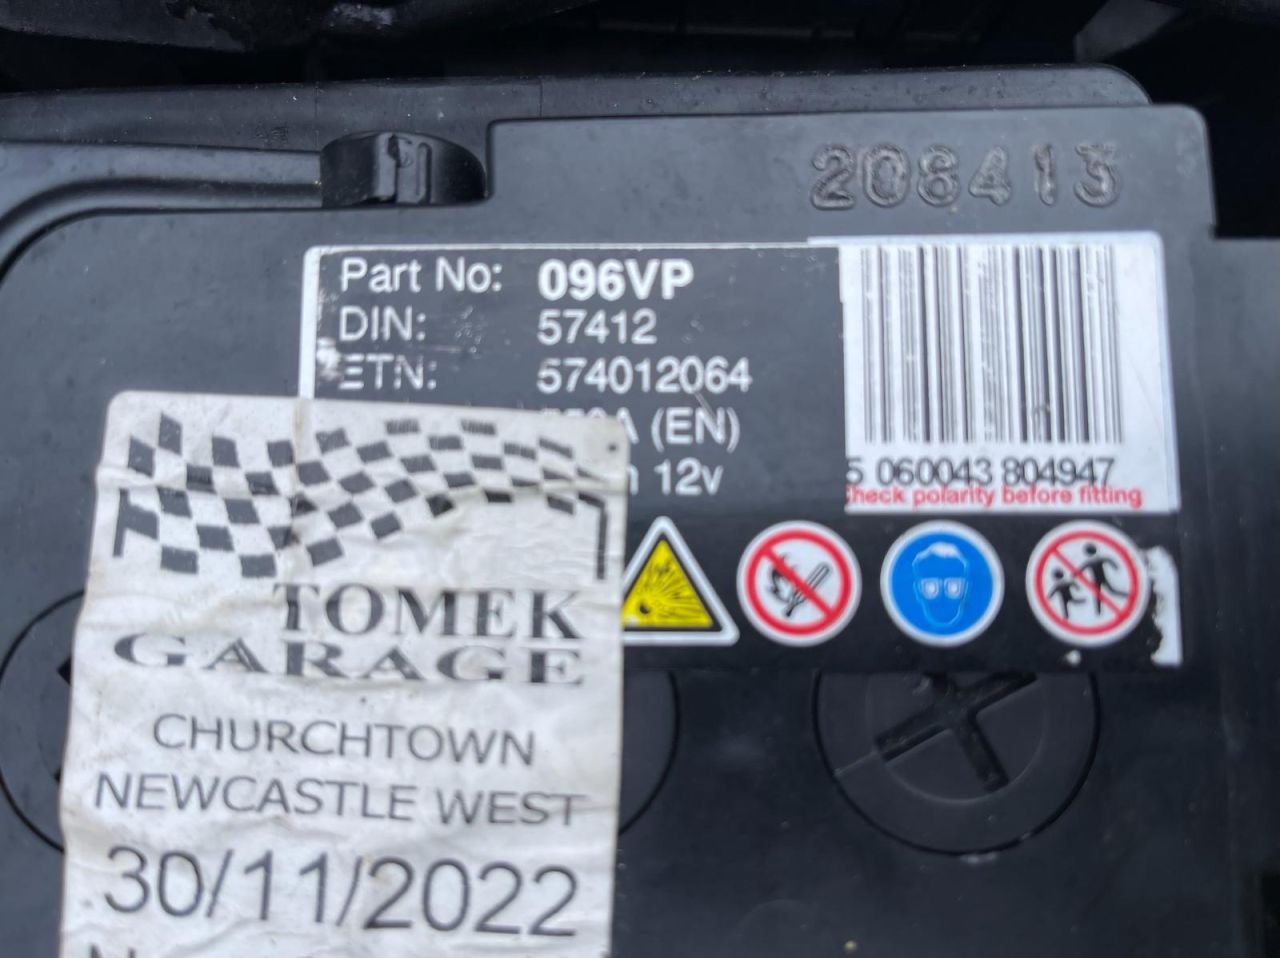 208413
Part No: 096VP
DIN: 57412
ETN: 574012064
(EN)
12v
5 060043 804947
Check polarity before fitting
TOMEK
GARAGE
CHURCHTOWN
NEWCASTLE WEST
30/11/2022